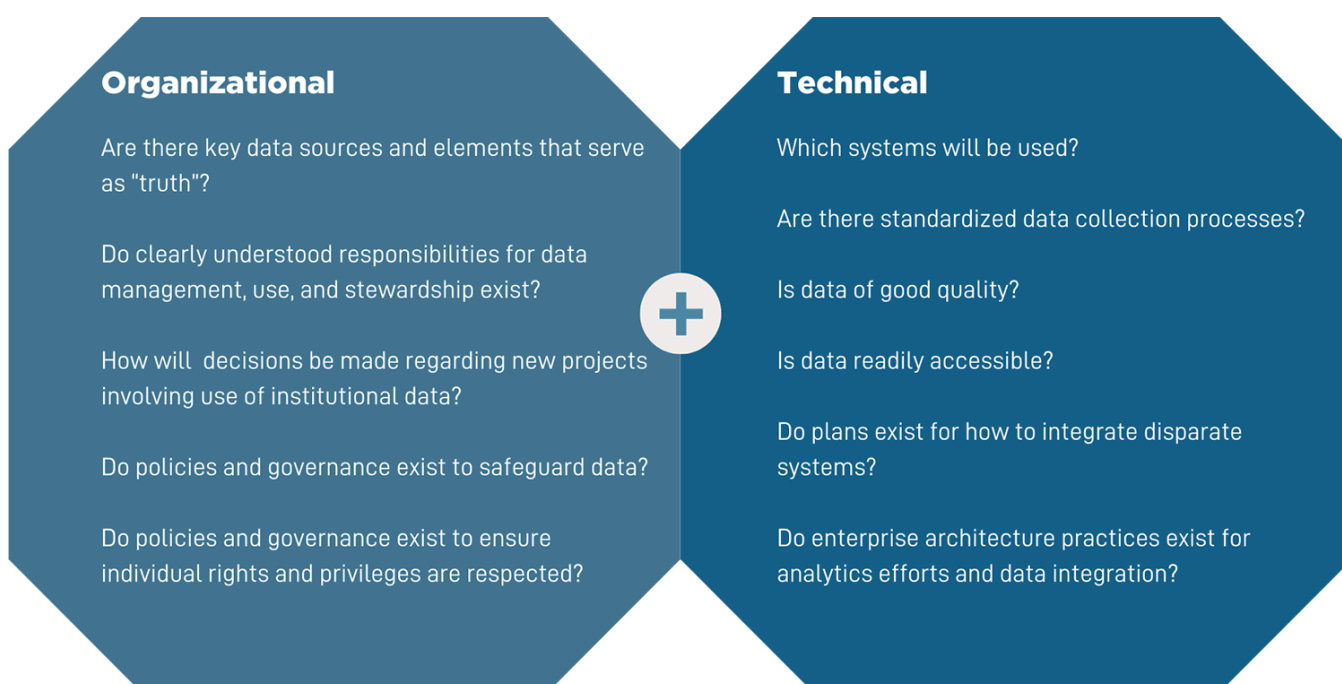 Organizational
Are there key data sources and elements that serve
as “truth”?
Do clearly understood responsibilities for data
management, use, and stewardship exist?
How will  decisions be made regarding new projects
involving use of institutional data?
Do policies and governance exist to safeguard data?
Do policies and governance exist to ensure
individual rights and privileges are respected?
Technical
Which systems will be used?
Are there standardized data collection processes?
Is data of good quality?
Is data readily accessible?
Do plans exist for how to integrate disparate
systems?
Do enterprise architecture practices exist for
analytics efforts and data integration?